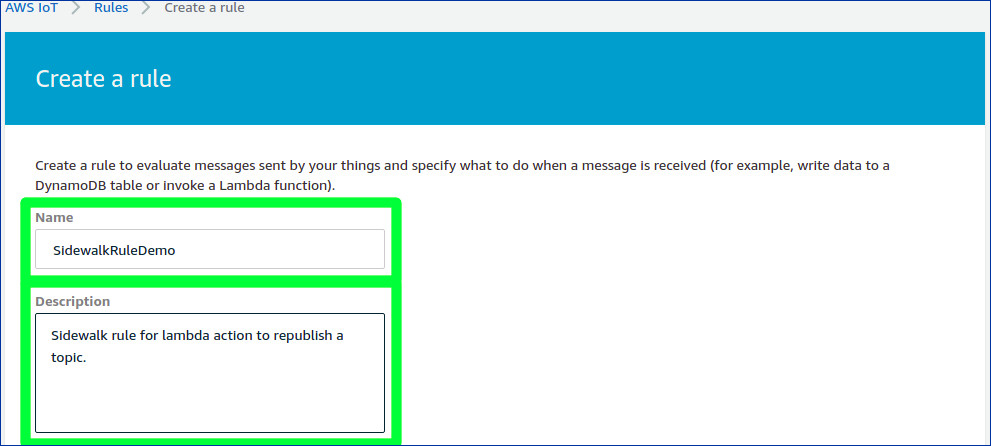 AWS IoT > Rules > Create a rule
Create a rule
Create a rule to evaluate messages sent by your things and specify what to do when a message is received (for example, write data to a
DynamoDB table or invoke a Lambda function).
Name
SidewalkRuleDemo
Description
Sidewalk rule for lambda action to republish a
topic.